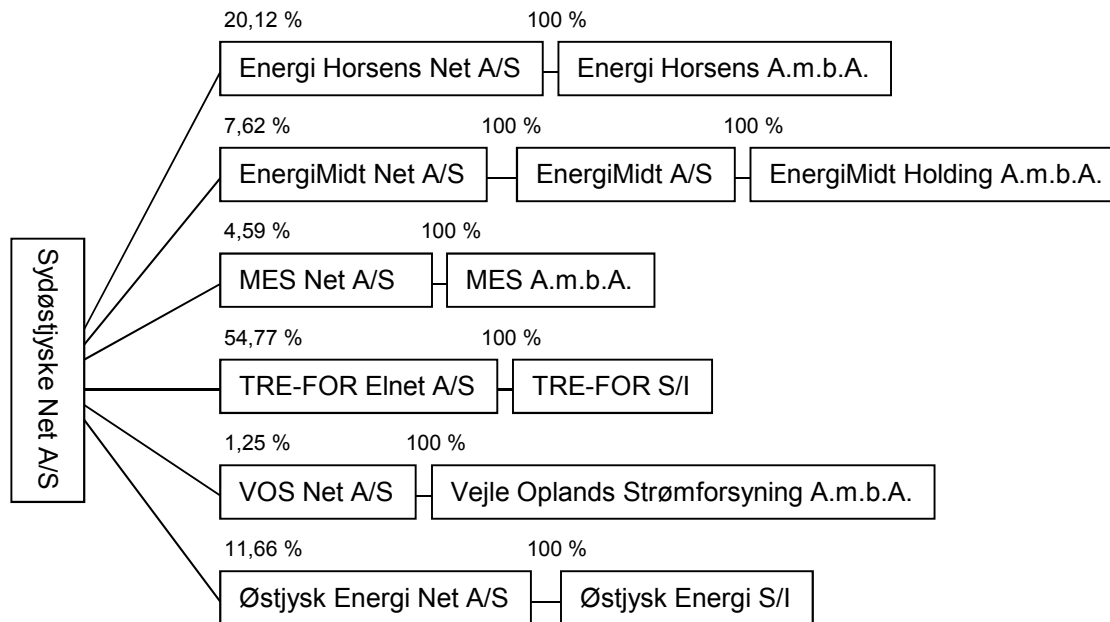 20,12 % 100 %
Energi Horsens Net A/S Energi Horsens A.m.b.A.
7,62 % 100 % 100 %
EnergiMidt Net A/S EnergiMidt A/S EnergiMidt Holding A.m.b.A.
4,59 % 100 %
MES Net A/S MES A.m.b.A.
Sydøstjyske Net A/S
54,77 % 100 %
TRE-FOR Elnet A/S TRE-FOR S/I
1,25 % 100 %
VOS Net A/S Vejle Oplands Strømforsyning A.m.b.A.
11,66 % 100 %
Østjysk Energi Net A/S Østjysk Energi S/I